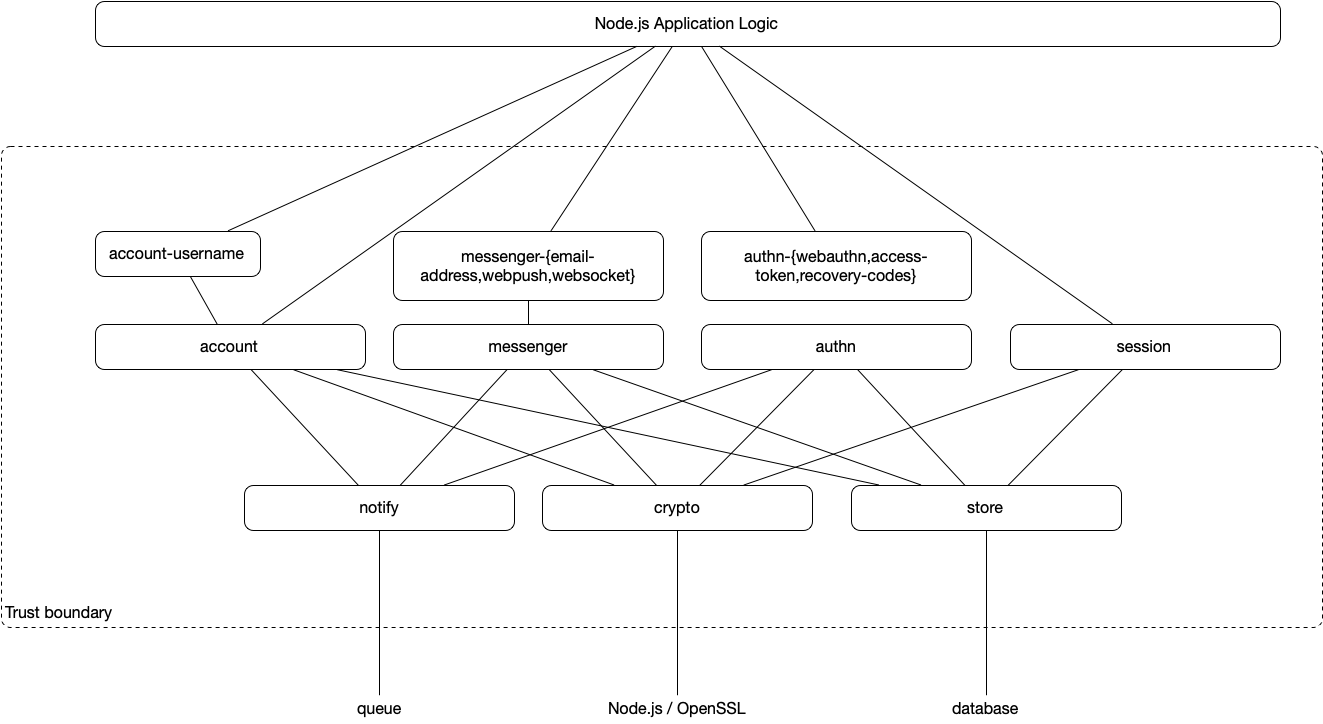 Node.js Application Logic
account-username
messenger-{email-
address,webpush,websocket}
authn-{webauthn,access-
token,recovery-codes}
account
messenger
authn
session
notify
crypto
store
Trust boundary
queue
Node.js / OpenSSL
database